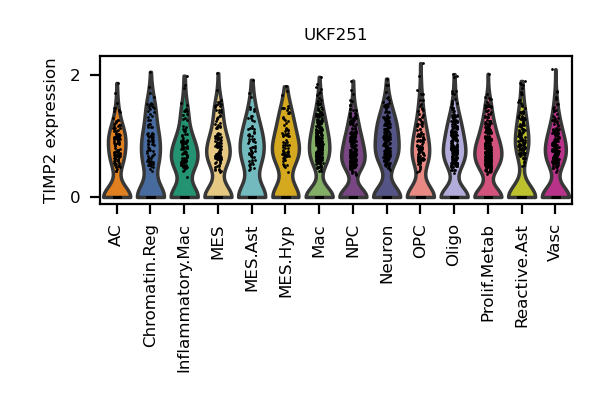 UKF251
TIMP2 expression
2
0
AC
Chromatin.Reg
Inflammatory.Mac
MES
MES.Ast
MES.Hyp
Mac
NPC
Neuron
OPC
Oligo
Prolif.Metab
Reactive.Ast
Vasc